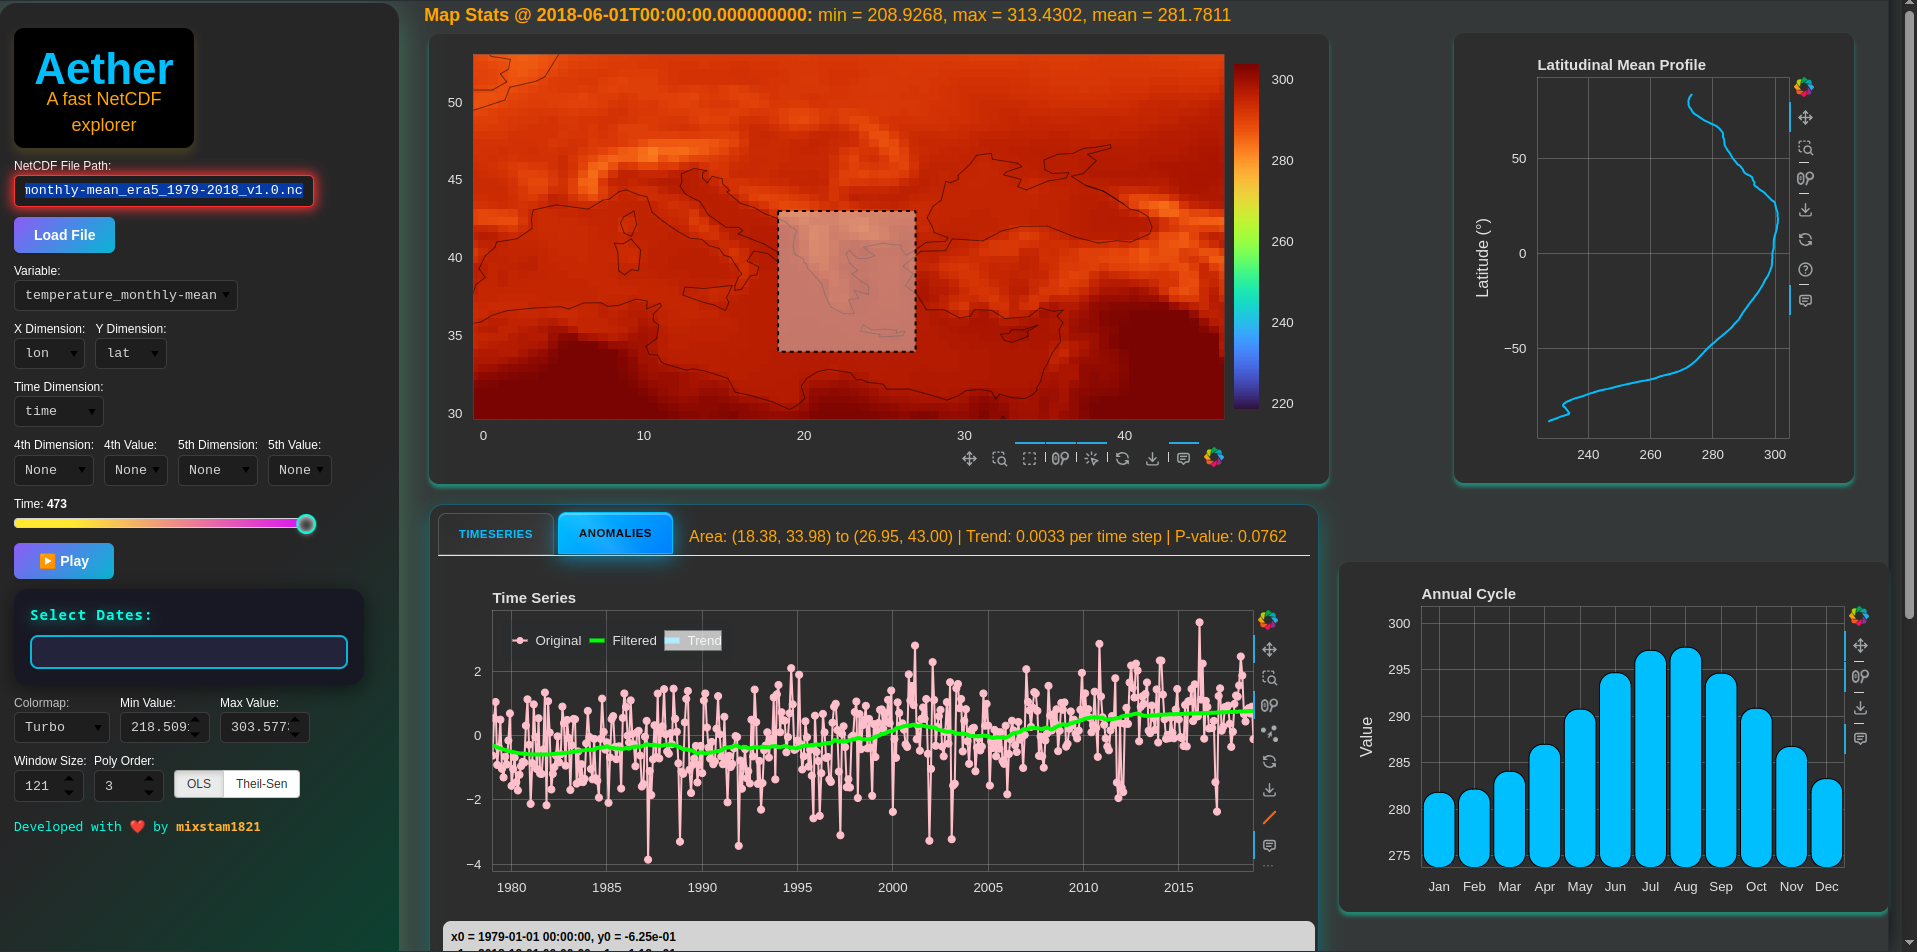 Aether
A fast NetCDF
explorer
NetCDF File Path:
monthly-mean_era5_1979-2018_v1.0.nc
Load File
Variable:
temperature_monthly-mean
X Dimension: Y Dimension:
lon lat
Time Dimension:
time
4th Dimension: 4th Value: 5th Dimension: 5th Value:
None None None None
Time: 473
Play
Select Dates:
Colormap: Min Value: Max Value:
Turbo 218.509 303.577
Window Size: Poly Order:
121 3 OLS Theil-Sen
Developed with ❤️ by mixstam1821
Map Stats @ 2018-06-01T00:00:00.000000000: min = 208.9268, max = 313.4302, mean = 281.7811
50
45
40
35
30
0 10 20 30 40
300
280
260
240
220
Latitudinal Mean Profile
Latitude (°)
50
0
−50
240 260 280 300
TIMESERIES ANOMALIES Area: (18.38, 33.98) to (26.95, 43.00) | Trend: 0.0033 per time step | P-value: 0.0762
Time Series
Original Filtered Trend
2
0
−2
−4
1980 1985 1990 1995 2000 2005 2010 2015
x0 = 1979-01-01 00:00:00, y0 = -6.25e-01
Annual Cycle
Value
300
295
290
285
280
275
Jan Feb Mar Apr May Jun Jul Aug Sep Oct Nov Dec